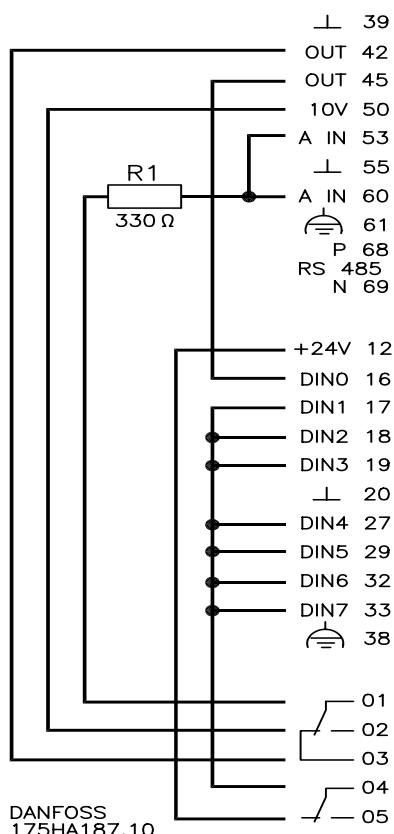 39
OUT 42
OUT 45
10V 50
A IN 53
55
R1
A IN 60
330 Ω
61
P 68
RS 485
N 69
+24V 12
DIN0 16
DIN1 17
DIN2 18
DIN3 19
20
DIN4 27
DIN5 29
DIN6 32
DIN7 33
38
01
02
03
04
05
DANFOSS
175HA187.10